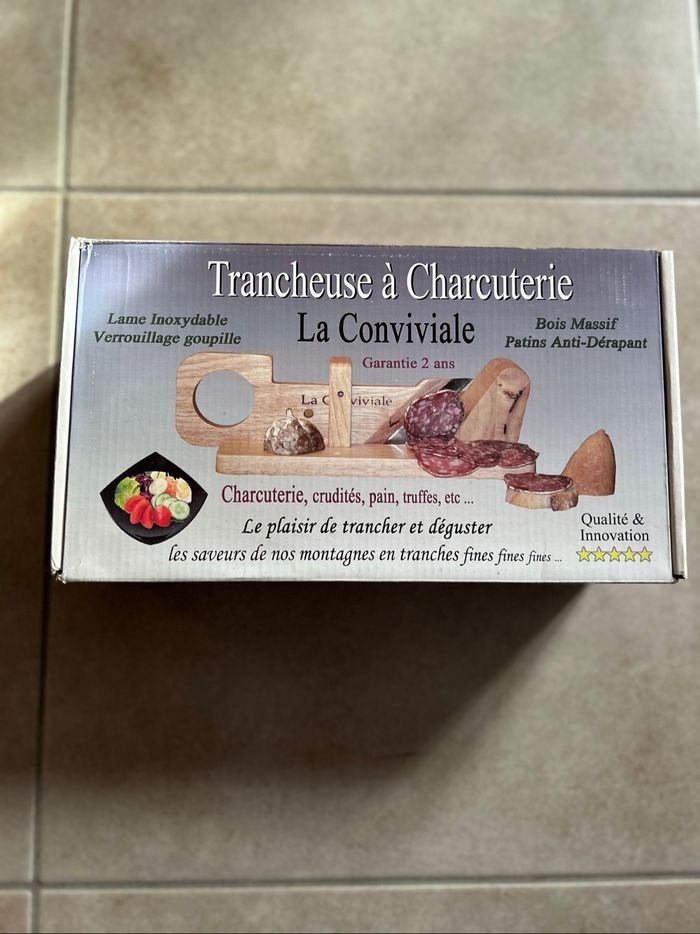 Trancheuse à Charcuterie
La Conviviale
Lame Inoxydable
Verrouillage goupille
Bois Massif
Patins Anti-Dérapant
Garantie 2 ans
La C viviale
Charcuterie, crudités, pain, truffes, etc ...
Le plaisir de trancher et déguster
les saveurs de nos montagnes en tranches fines fines fines ...
Qualité &
Innovation